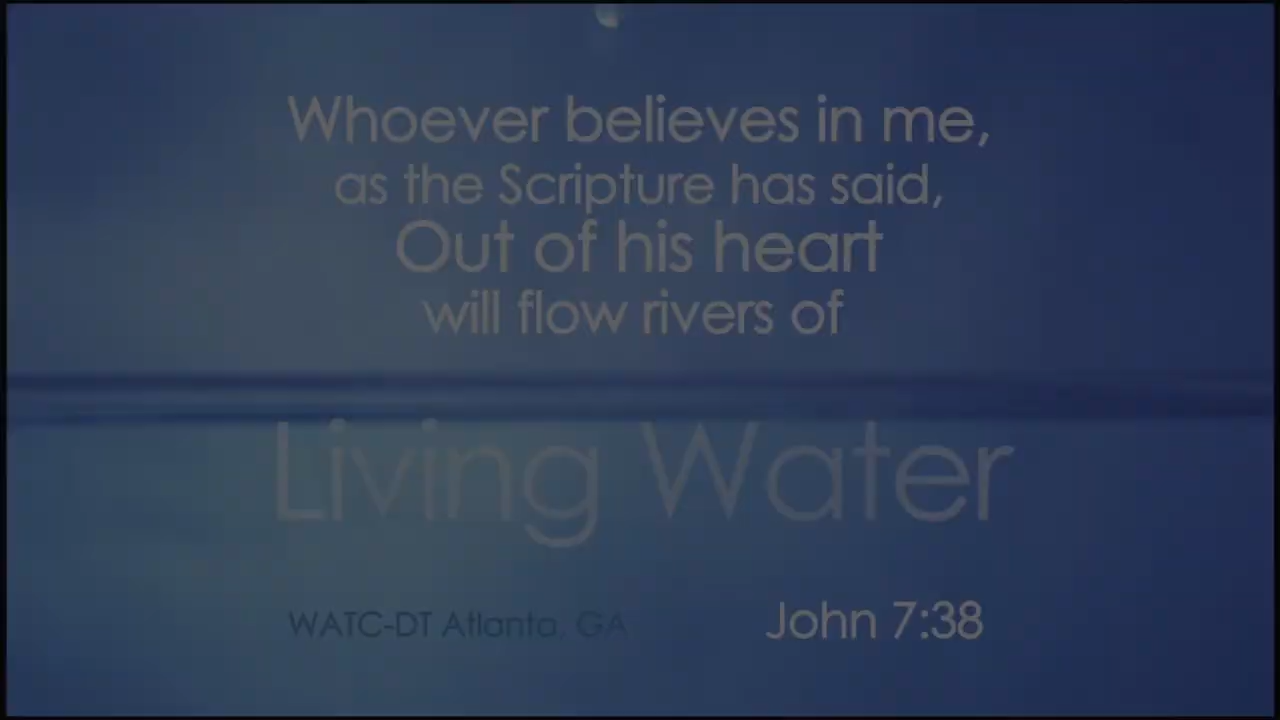 Whoever believes in me,
as the Scripture has said,
Out of his heart
will flow rivers of
Living Water
WATC-DT Atlanta, GA
John 7:38